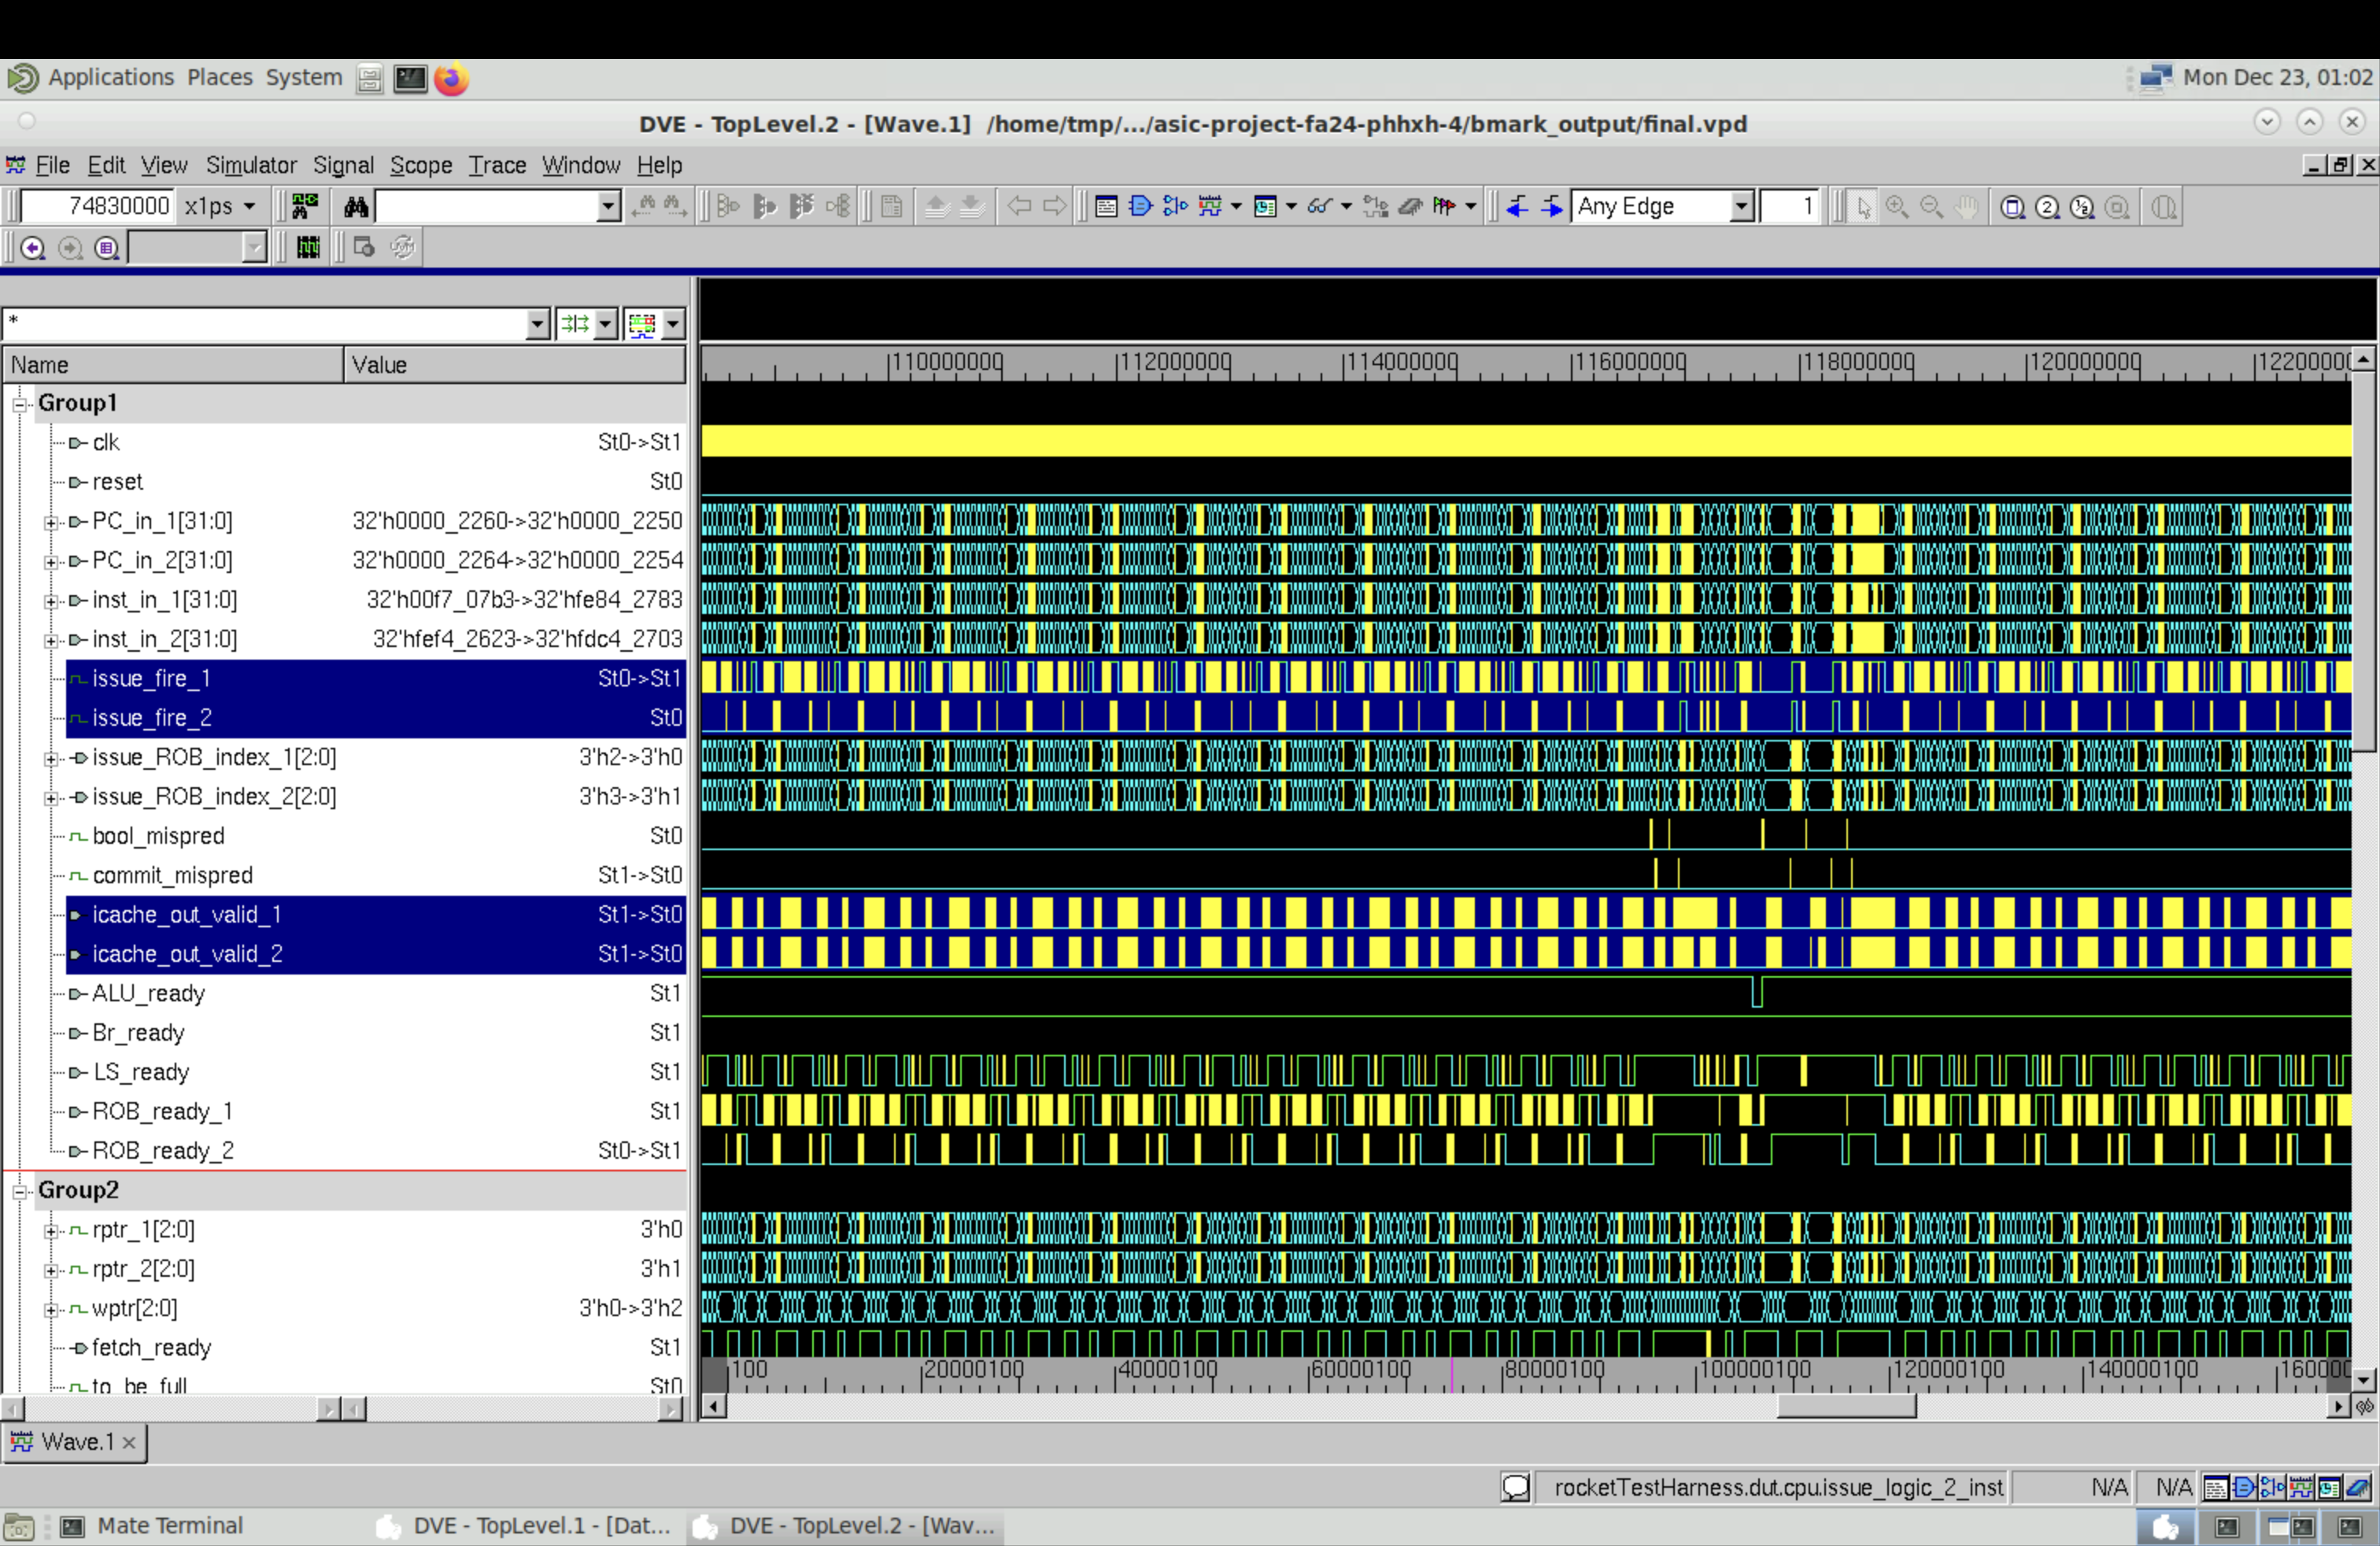 Applications Places System Mon Dec 23, 01:02
DVE - TopLevel.2 - [Wave.1] /home/tmp/.../asic-project-fa24-phhxh-4/bmark_output/final.vpd
File Edit View Simulator Signal Scope Trace Window Help
74830000 x1ps Any Edge 1
*
Name Value
110000000 112000000 114000000 116000000 118000000 120000000 12200000
Group1
clk St0->St1
reset St0
PC_in_1[31:0] 32'h0000_2260->32'h0000_2250
PC_in_2[31:0] 32'h0000_2264->32'h0000_2254
inst_in_1[31:0] 32'h00f7_07b3->32'hfe84_2783
inst_in_2[31:0] 32'hfef4_2623->32'hfdc4_2703
issue_fire_1 St0->St1
issue_fire_2 St0
issue_ROB_index_1[2:0] 3'h2->3'h0
issue_ROB_index_2[2:0] 3'h3->3'h1
bool_mispred St0
commit_mispred St1->St0
icache_out_valid_1 St1->St0
icache_out_valid_2 St1->St0
ALU_ready St1
Br_ready St1
LS_ready St1
ROB_ready_1 St1
ROB_ready_2 St0->St1
Group2
rptr_1[2:0] 3'h0
rptr_2[2:0] 3'h1
wptr[2:0] 3'h0->3'h2
fetch_ready St1
to_be_full St0
100 20000100 40000100 60000100 80000100 100000100 120000100 140000100 160000
Wave.1
rocketTestHarness.dut.cpu.issue_logic_2_inst N/A N/A
Mate Terminal DVE - TopLevel.1 - [Dat... DVE - TopLevel.2 - [Wav...